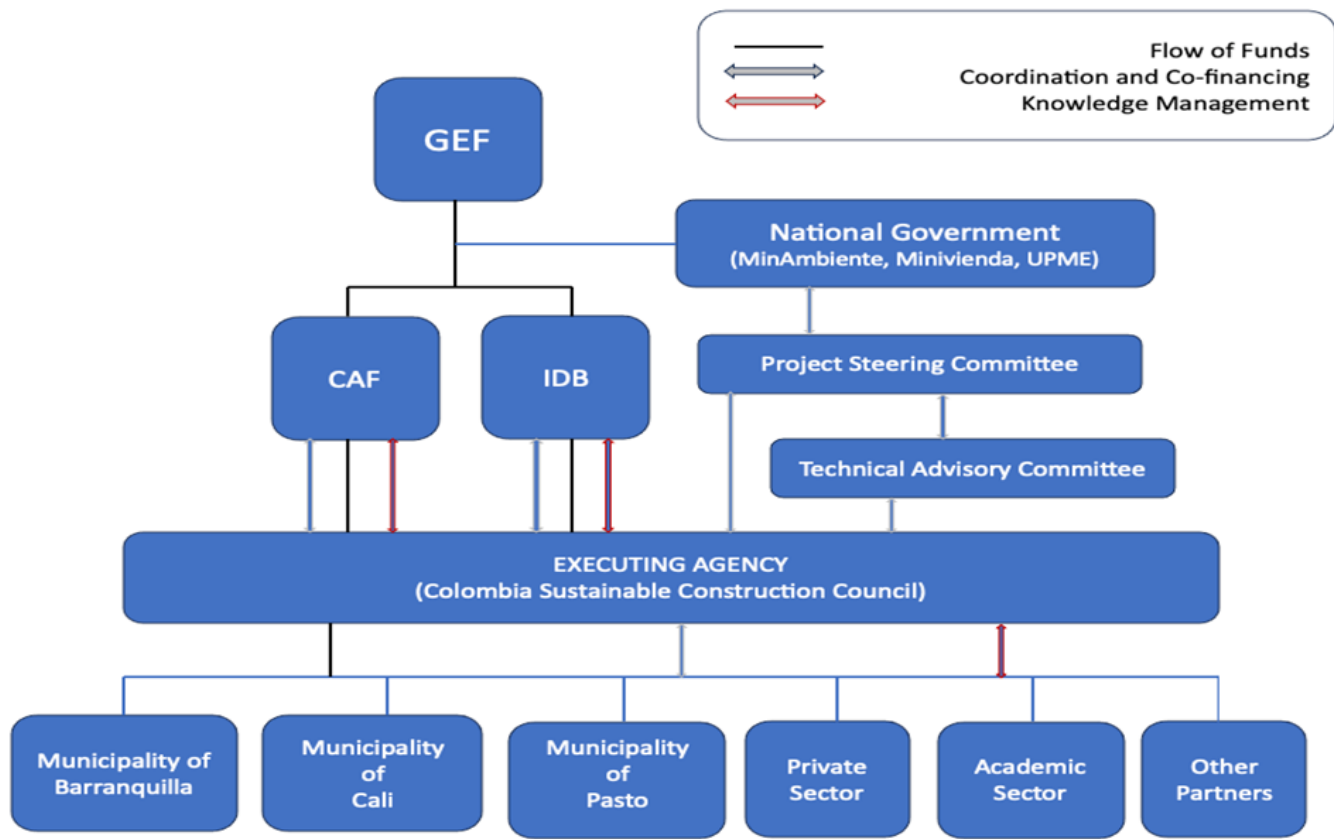 Flow of Funds
Coordination and Co-financing
Knowledge Management
GEF
National Government
(MinAmbiente, Minivienda, UPME)
CAF
IDB
Project Steering Committee
Technical Advisory Committee
EXECUTING AGENCY
(Colombia Sustainable Construction Council)
Municipality of
Barranquilla
Municipality
of
Cali
Municipality
of
Pasto
Private
Sector
Academic
Sector
Other
Partners